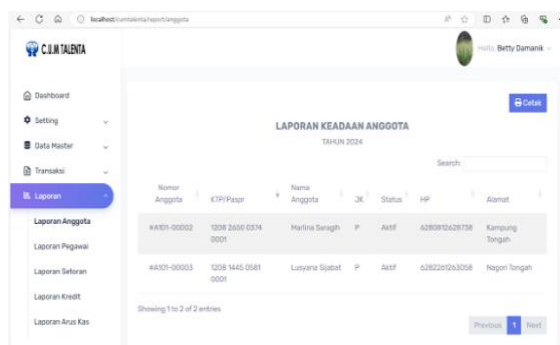 localhost/cumtalenta/report/anggota
C.U.M TALENTA
Hello, Betty Damanik
Dashboard
Setting
Data Master
Transaksi
Laporan
Laporan Anggota
Laporan Pegawai
Laporan Setoran
Laporan Kredit
Laporan Arus Kas
Cetak
LAPORAN KEADAAN ANGGOTA
TAHUN 2024
Search:
Nomor
Anggota
KTP/Paspr
Nama
Anggota
JK
Status
HP
Alamat
#A101-00002
1208 2650 0374
0001
Marlina Saragih
P
Aktif
6280812628738
Kampung
Tongah
#A101-00003
1208 1445 0581
0001
Lusyana Sijabat
P
Aktif
6282261263058
Nagori Tongah
Showing 1 to 2 of 2 entries
Previous 1 Next